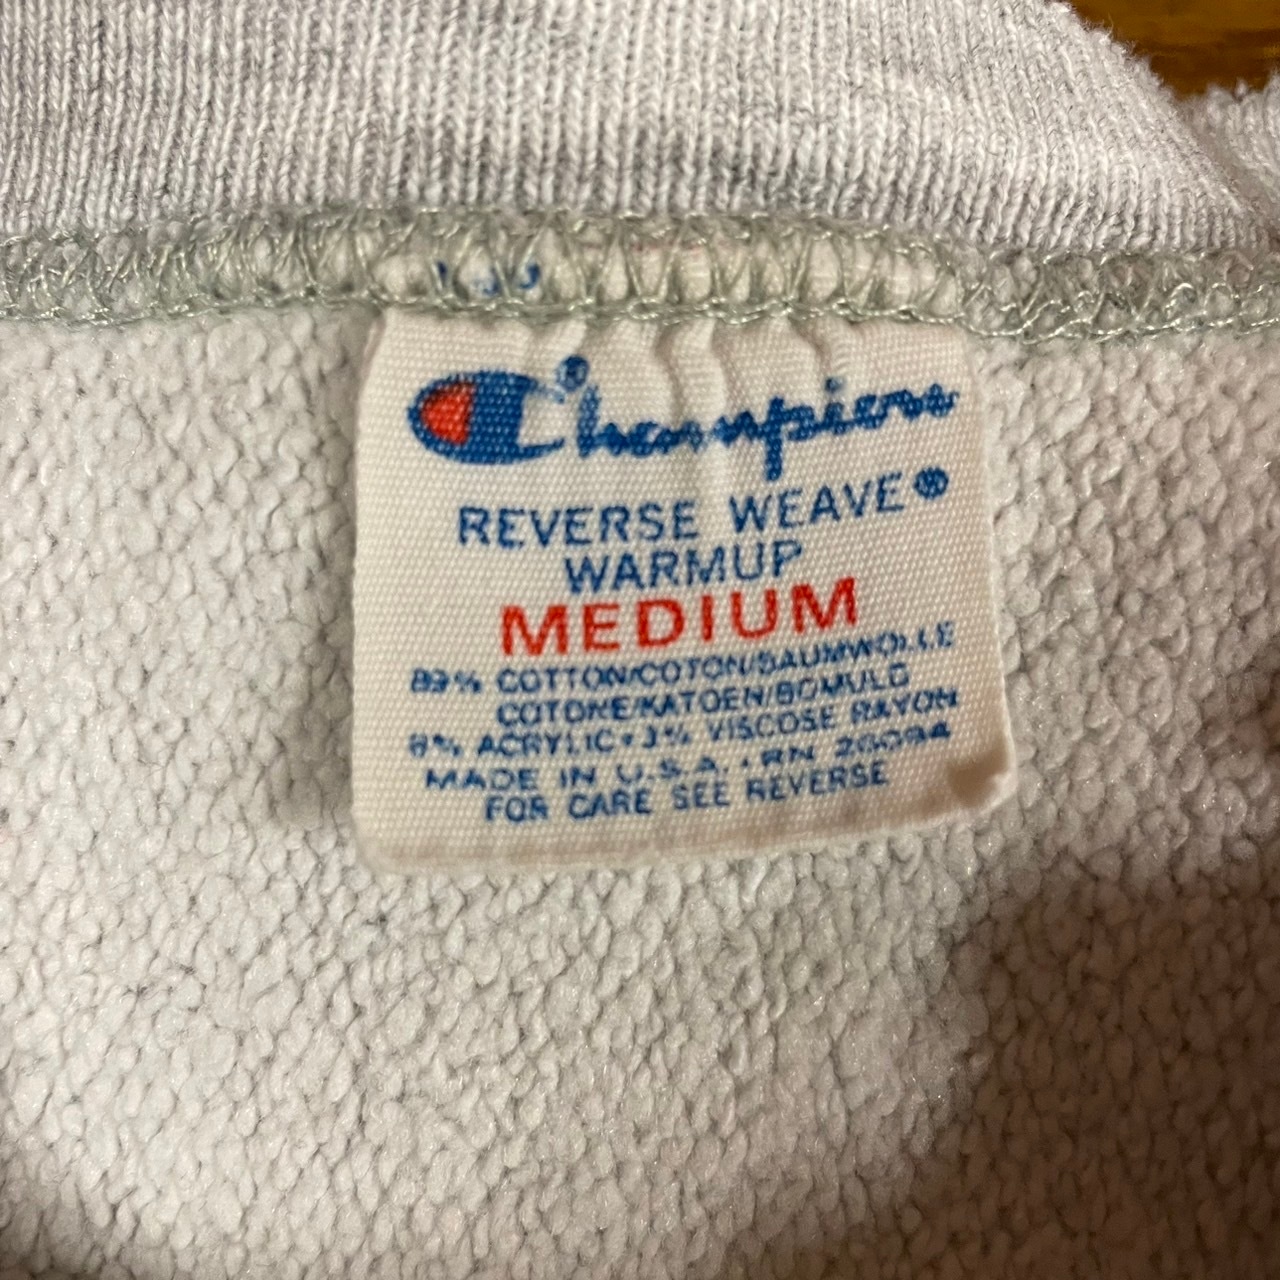 Champion®
REVERSE WEAVE®
WARMUP
MEDIUM
89% COTTON/COTON/BAUMWOLLE
COTONE/KATOEN/BOMULD
8% ACRYLIC•3% VISCOSE RAYON
MADE IN U.S.A. • RN 26094
FOR CARE SEE REVERSE